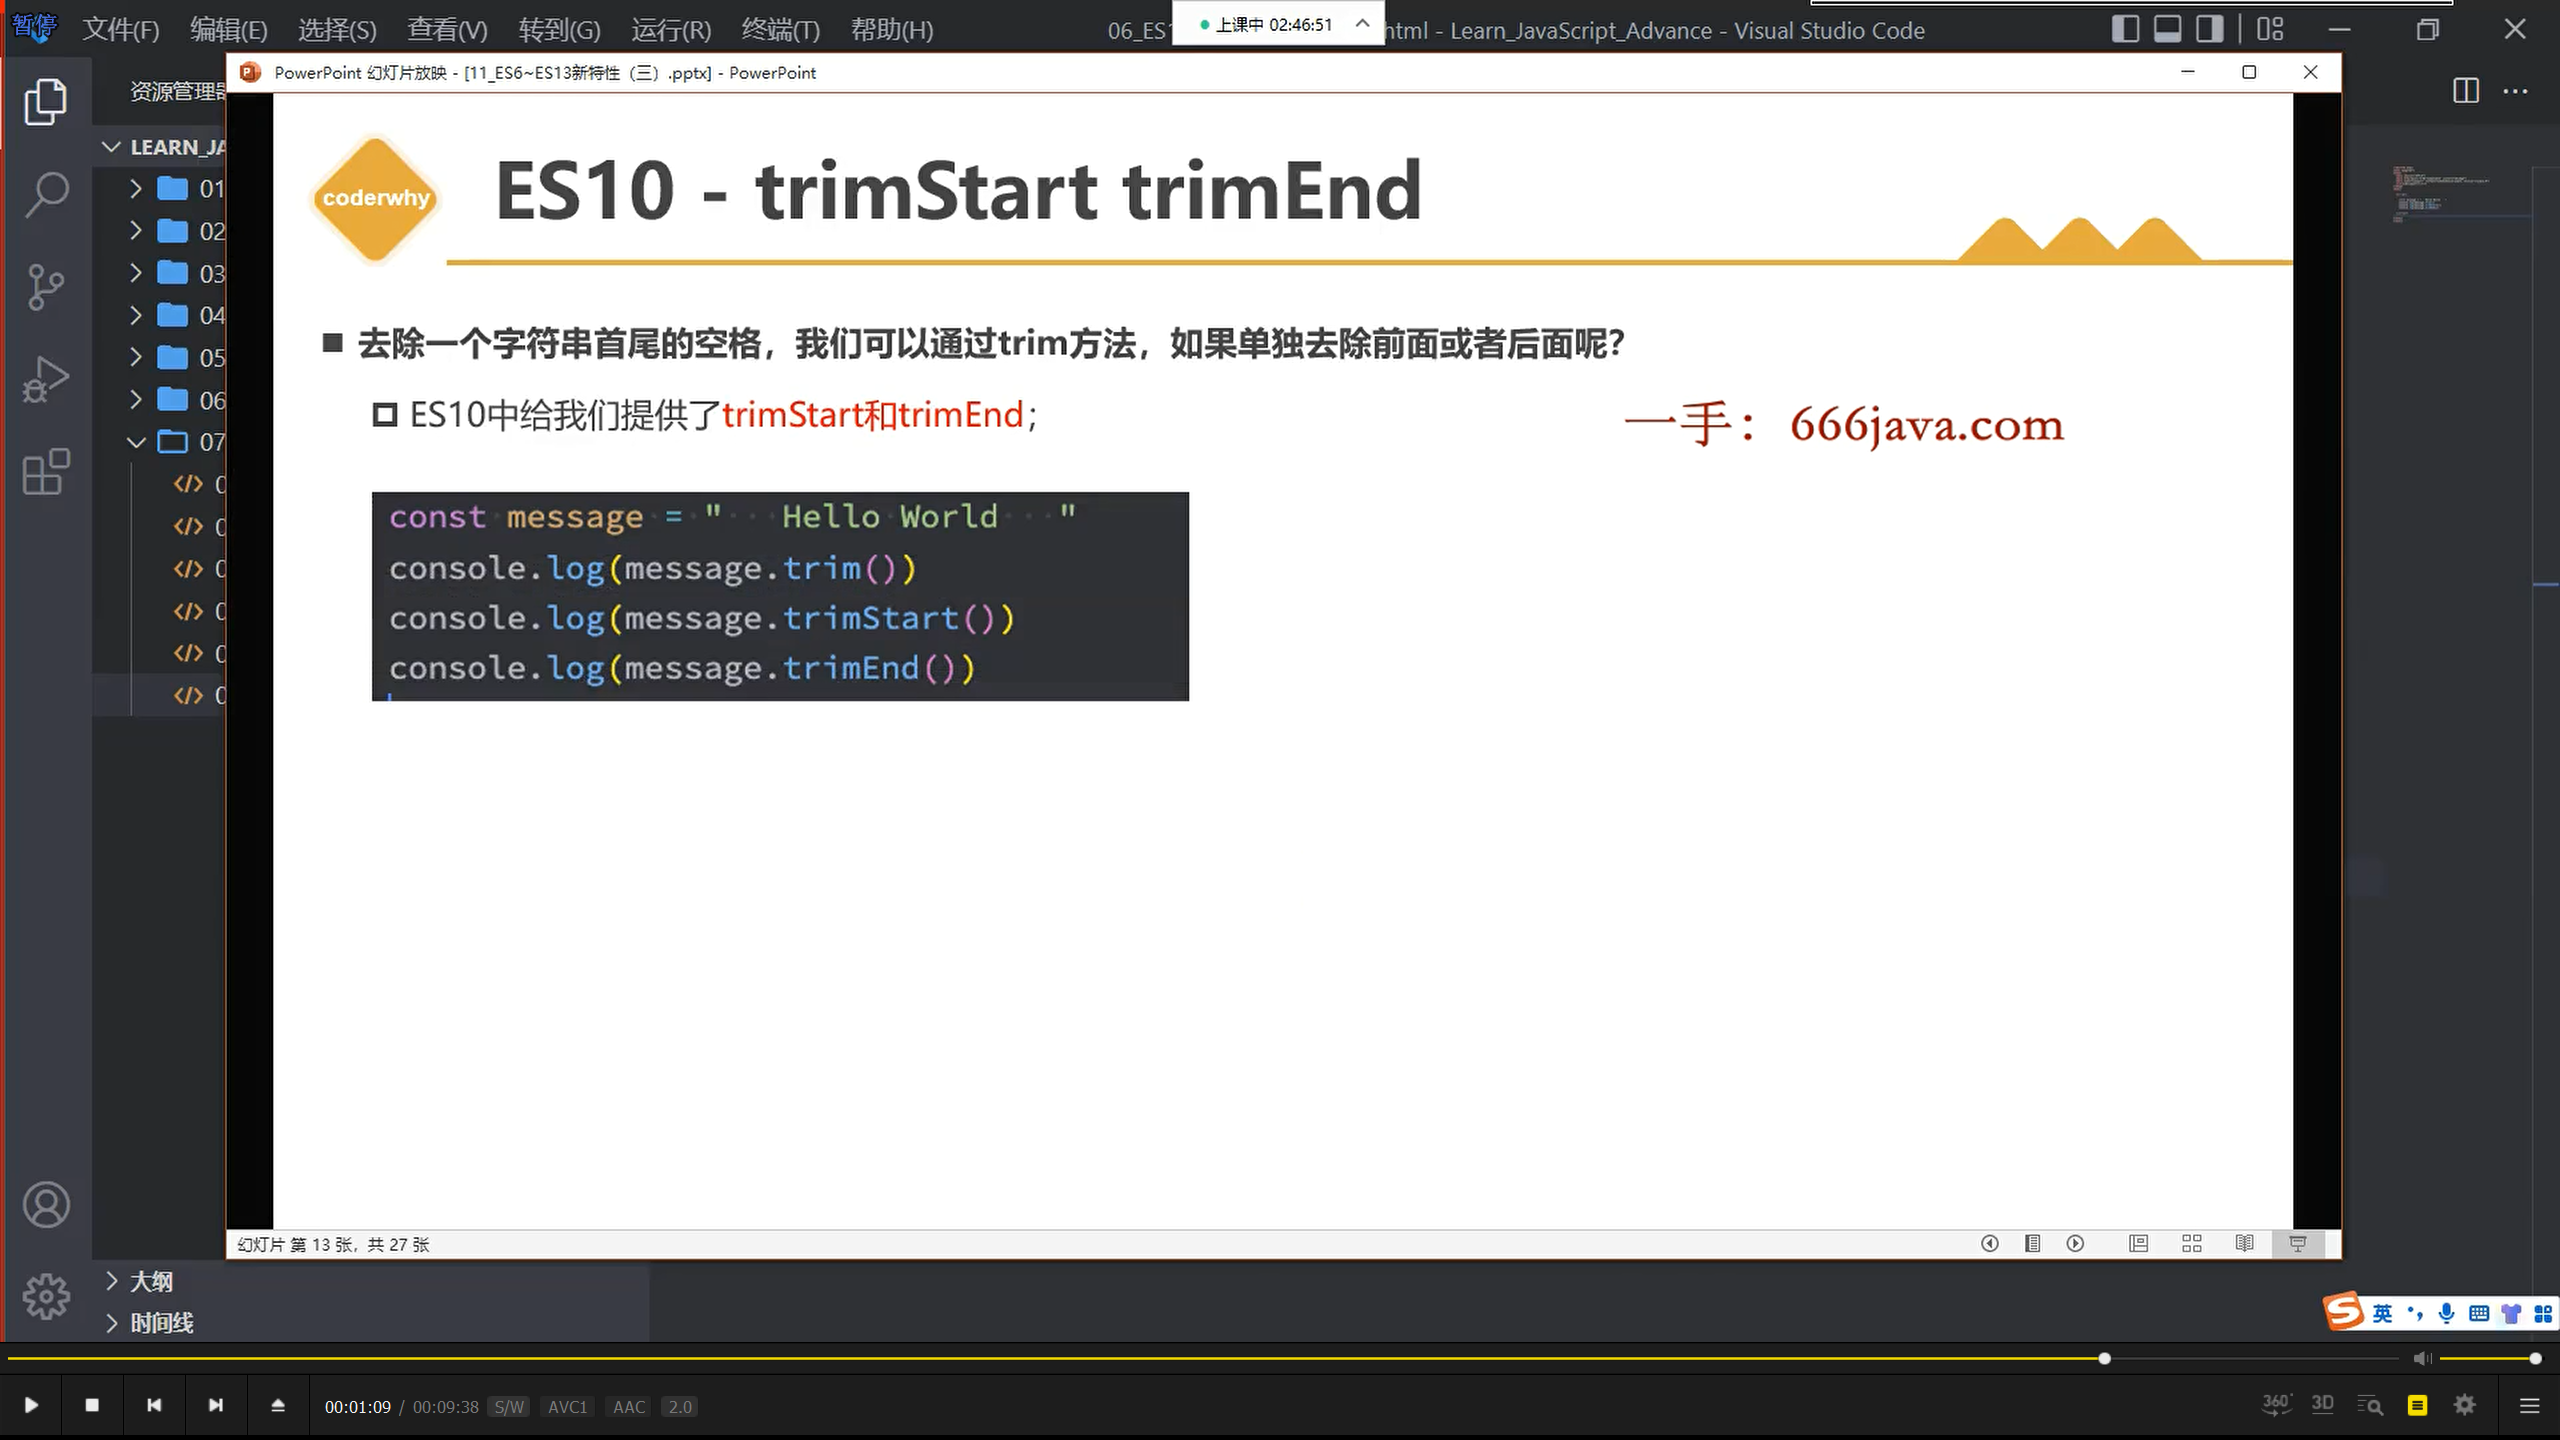 暂停
文件(F) 编辑(E) 选择(S) 查看(V) 转到(G) 运行(R) 终端(T) 帮助(H)
06_ES
上课中 02:46:51
html - Learn_JavaScript_Advance - Visual Studio Code
资源管理器
PowerPoint 幻灯片放映 - [11_ES6~ES13新特性（三）.pptx] - PowerPoint
LEARN_JA
01
02
03
04
05
06
07
coderwhy
ES10 - trimStart trimEnd
去除一个字符串首尾的空格，我们可以通过trim方法，如果单独去除前面或者后面呢？
ES10中给我们提供了trimStart和trimEnd；
一手：666java.com
const message = "   Hello World   "
console.log(message.trim())
console.log(message.trimStart())
console.log(message.trimEnd())
幻灯片 第 13 张，共 27 张
大纲
时间线
英
00:01:09 / 00:09:38 S/W AVC1 AAC 2.0
360° 3D